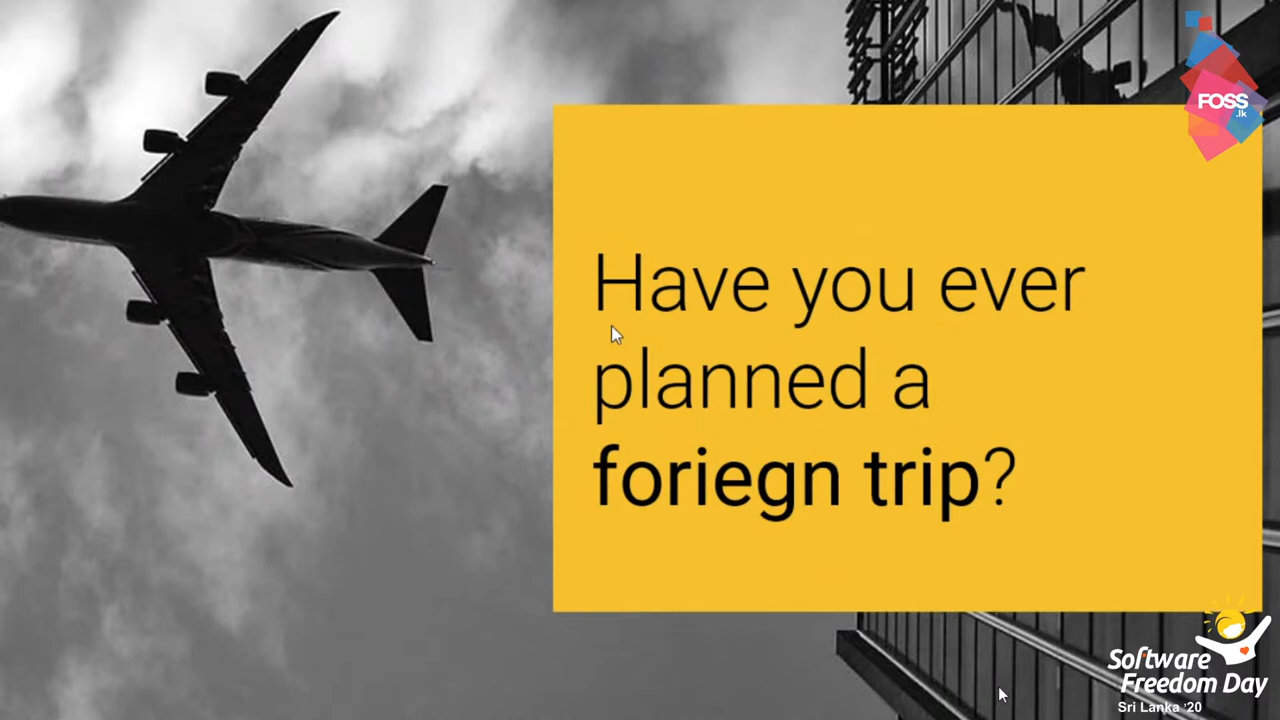 FOSS
.lk
Have you ever
planned a
foriegn trip?
Software
Freedom Day
Sri Lanka '20